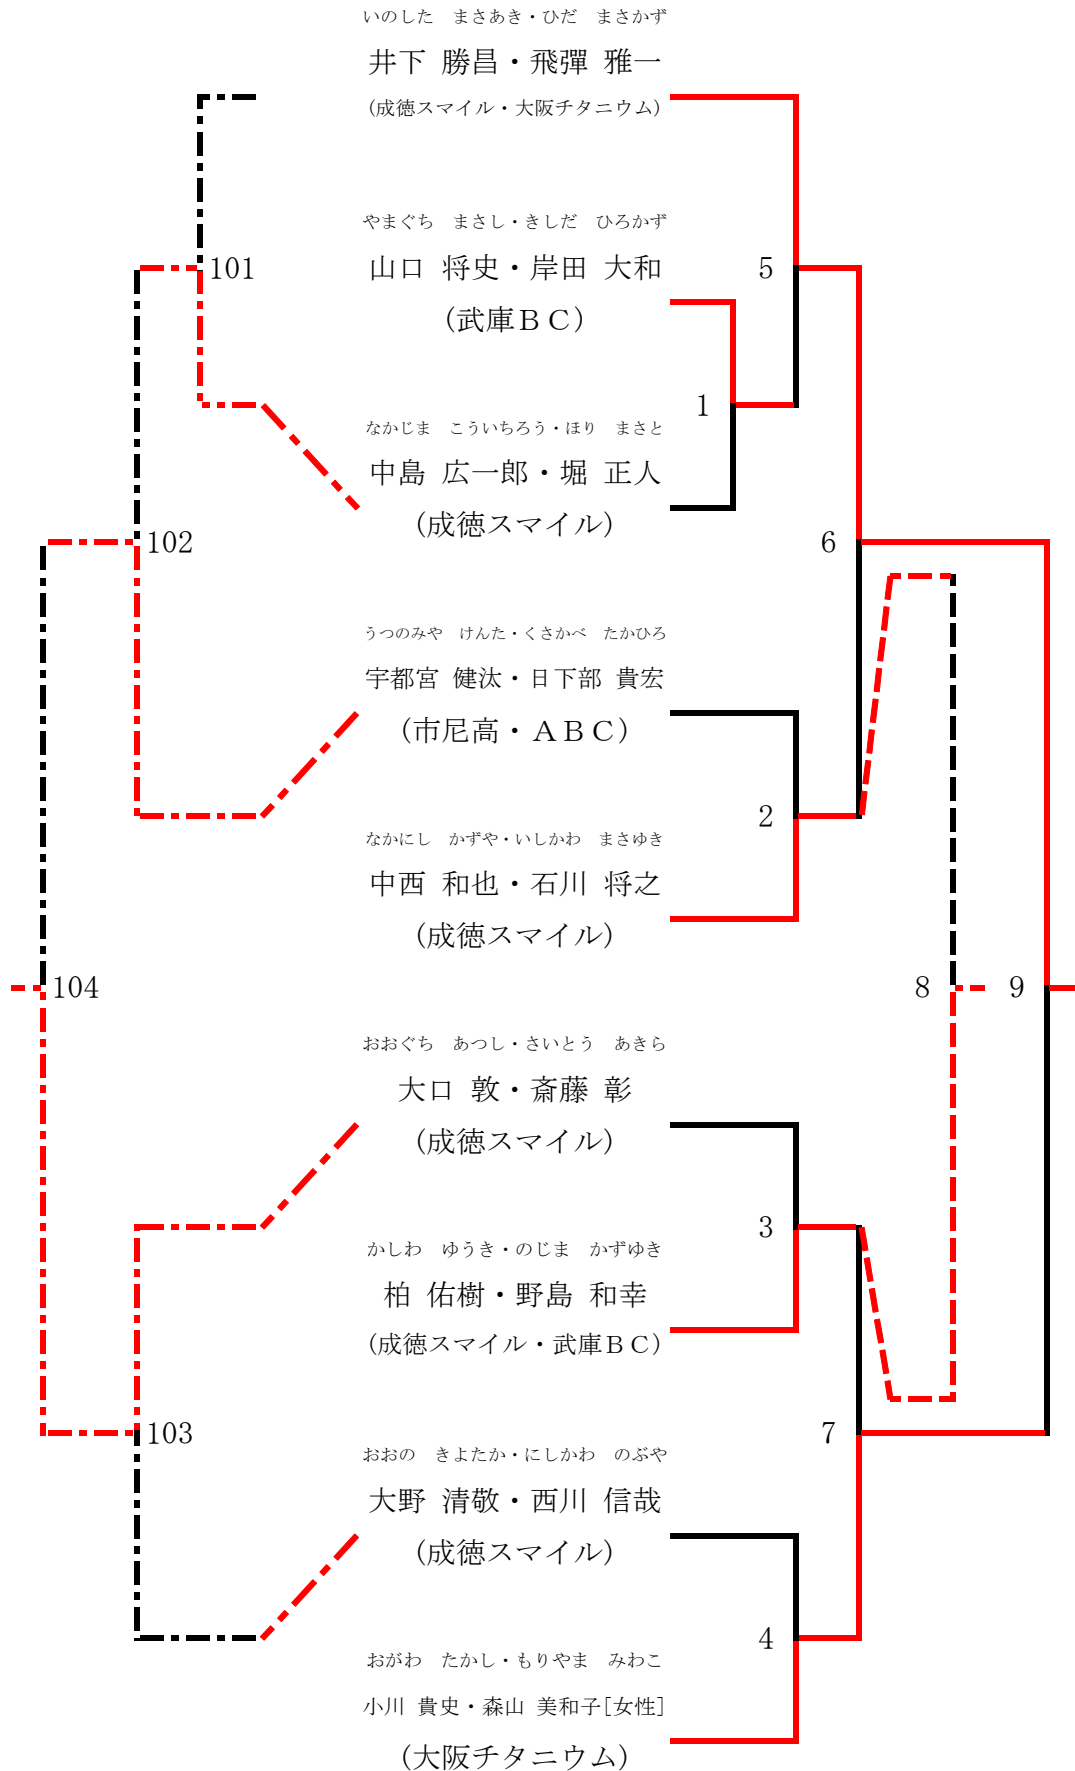 いのした　まさあき・ひだ　まさかず
井下 勝昌・飛彈 雅一
(成徳スマイル・大阪チタニウム)
やまぐち　まさし・きしだ　ひろかず
101
山口 将史・岸田 大和
5
(武庫ＢＣ)
1
なかじま　こういちろう・ほり　まさと
中島 広一郎・堀 正人
(成徳スマイル)
102
6
うつのみや　けんた・くさかべ　たかひろ
宇都宮 健汰・日下部 貴宏
(市尼高・ＡＢＣ)
2
なかにし　かずや・いしかわ　まさゆき
中西 和也・石川 将之
(成徳スマイル)
104
8
9
おおぐち　あつし・さいとう　あきら
大口 敦・斎藤 彰
(成徳スマイル)
3
かしわ　ゆうき・のじま　かずゆき
柏 佑樹・野島 和幸
(成徳スマイル・武庫ＢＣ)
103
7
おおの　きよたか・にしかわ　のぶや
大野 清敬・西川 信哉
(成徳スマイル)
4
おがわ　たかし・もりやま　みわこ
小川 貴史・森山 美和子[女性]
(大阪チタニウム)